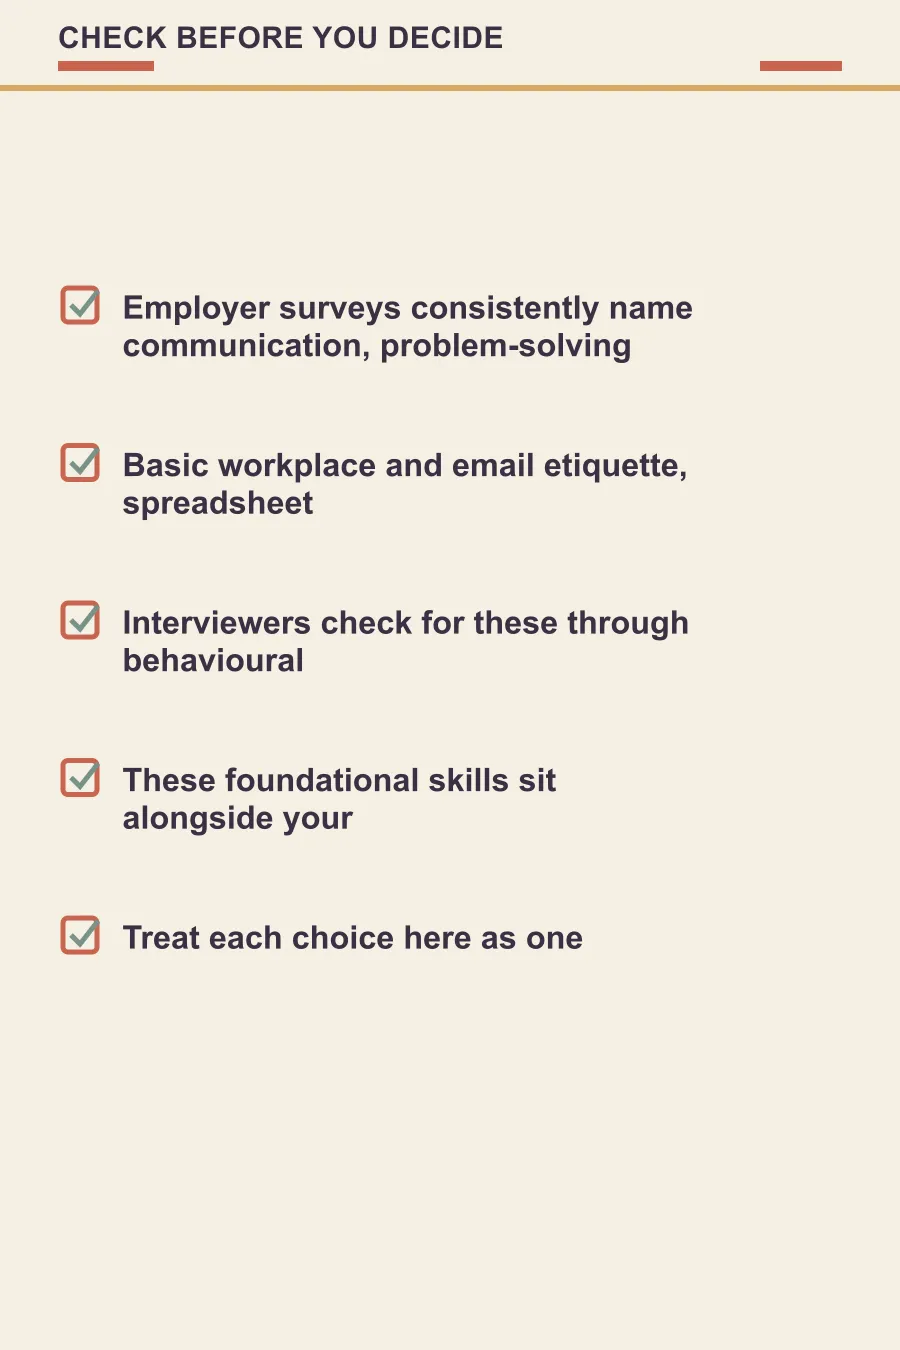 CHECK BEFORE YOU DECIDE
Employer surveys consistently name
communication, problem-solving
Basic workplace and email etiquette,
spreadsheet
Interviewers check for these through
behavioural
These foundational skills sit
alongside your
Treat each choice here as one